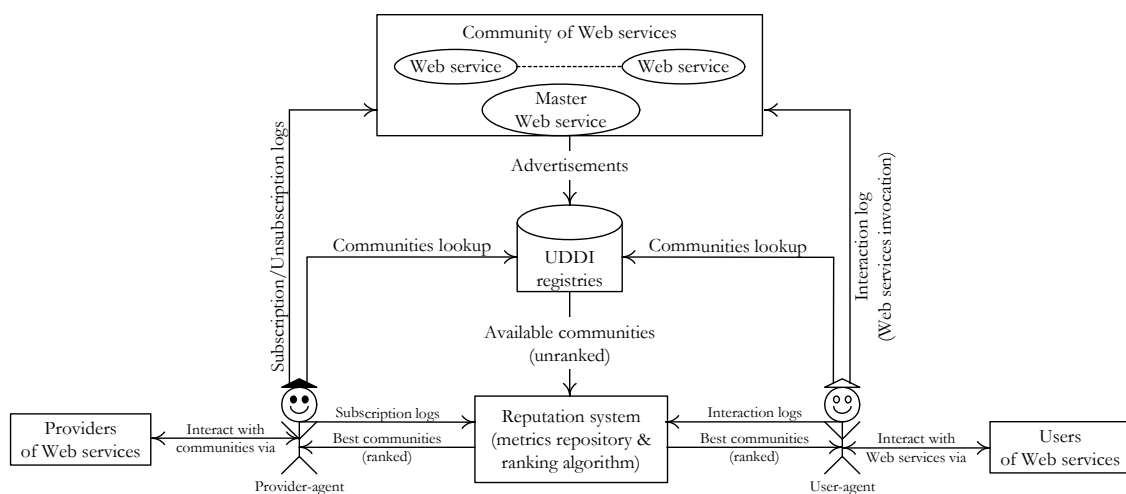 Community of Web services
Web service
Web service
Master
Web service
Advertisements
Subscription/Unsubscription logs
Interaction log
(Web services invocation)
Communities lookup
UDDI
registries
Communities lookup
Available communities
(unranked)
Providers
of Web services
Interact with
communities via
Subscription logs
Best communities
(ranked)
Provider-agent
Reputation system
(metrics repository &
ranking algorithm)
Interaction logs
Best communities
(ranked)
User-agent
Interact with
Web services via
Users
of Web services